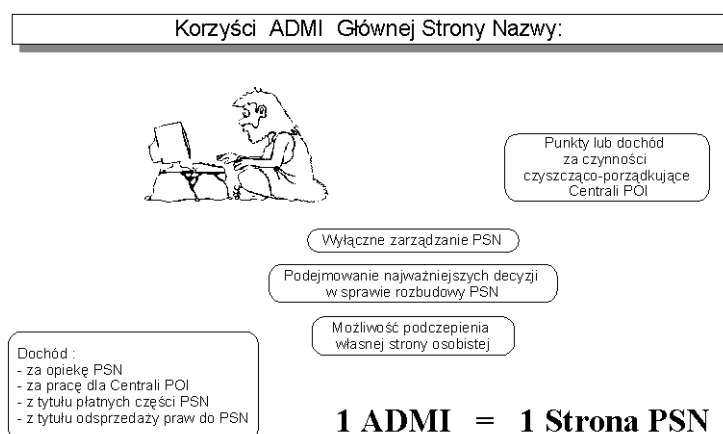 Korzyści ADMI Głównej Strony Nazwy:
Punkty lub dochód
za czynności
czyszcząco-porządkujące
Centrali POI
Wyłączne zarządzanie PSN
Podejmowanie najważniejszych decyzji
w sprawie rozbudowy PSN
Możliwość podczepienia
własnej strony osobistej
Dochód :
- za opiekę PSN
- za pracę dla Centrali POI
- z tytułu płatnych części PSN
- z tytułu odsprzedaży praw do PSN
1 ADMI = 1 Strona PSN